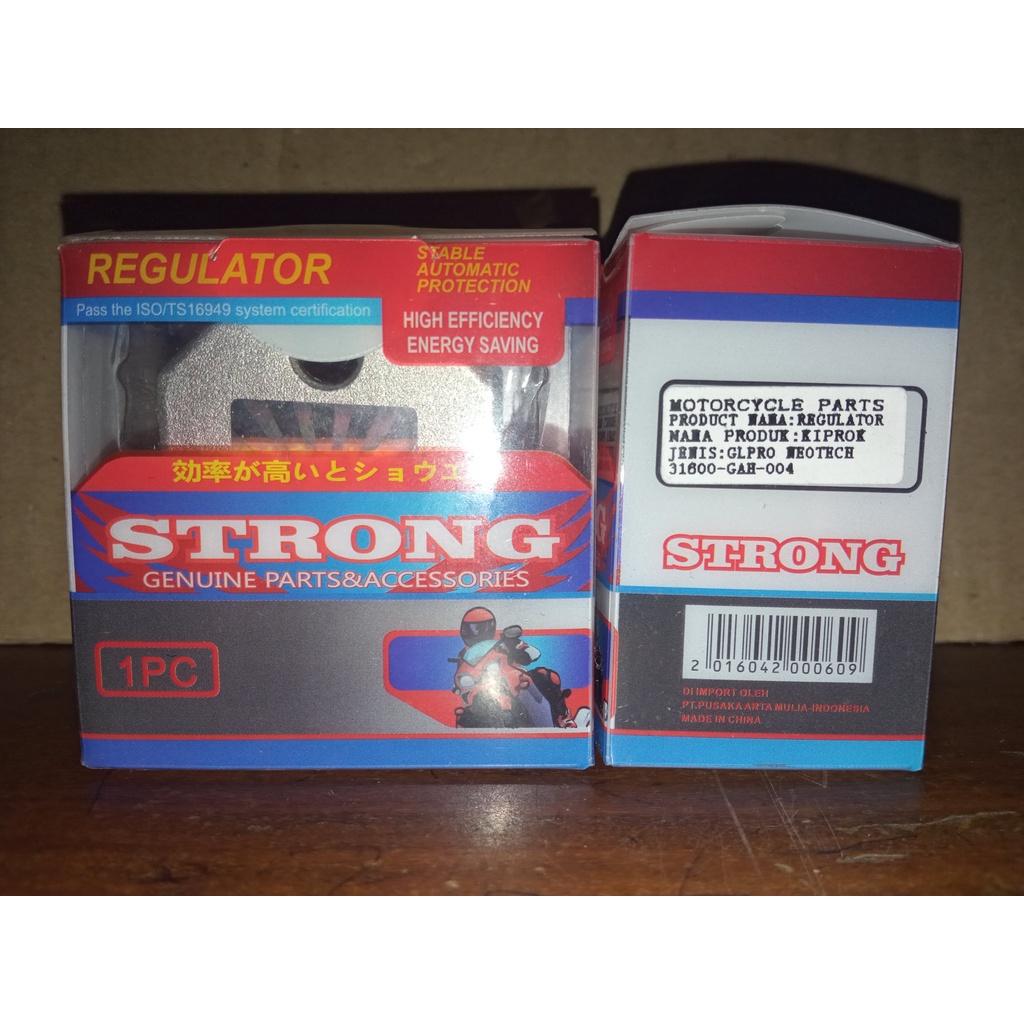 REGULATOR
Pass the ISO/TS16949 system certification
STABLE
AUTOMATIC
PROTECTION
HIGH EFFICIENCY
ENERGY SAVING
効率が高いとショウエ
STRONG
GENUINE PARTS&ACCESSORIES
1PC
MOTORCYCLE PARTS
PRODUCT NAMA:REGULATOR
NAMA PRODUK:KIPROK
JENIS:GLPRO NEOTECH
31600-GAH-004
STRONG
2 016042 000609
DI IMPORT OLEH
PT.PUSAKA ARTA MULIA-INDONESIA
MADE IN CHINA